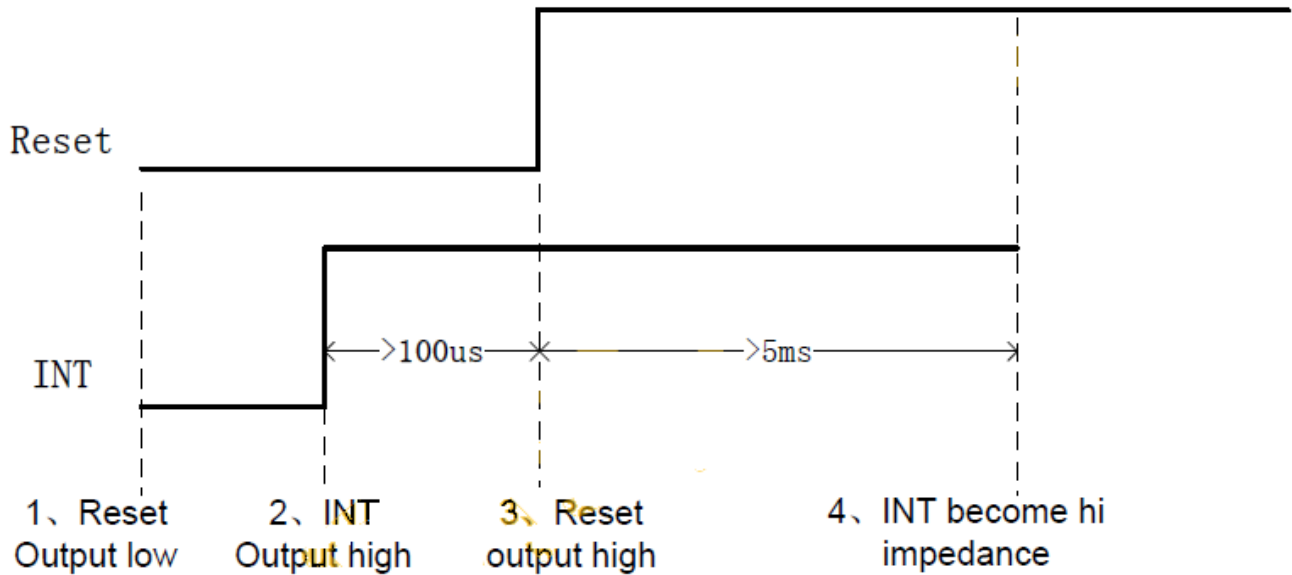 Reset
>100us
>5ms
INT
1、Reset
Output low
2、INT
Output high
3、Reset
output high
4、INT become hi
impedance